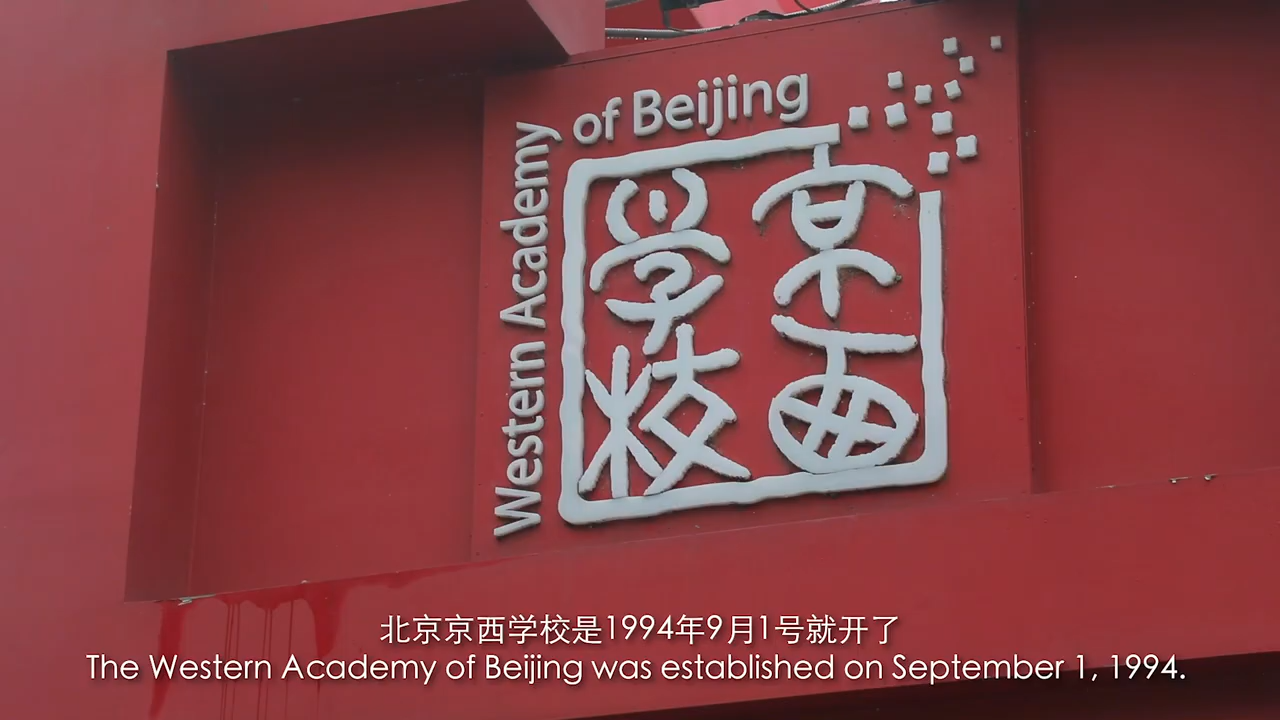 Western Academy
of Beijing
京西
学校
北京京西学校是1994年9月1号就开了
The Western Academy of Beijing was established on September 1, 1994.